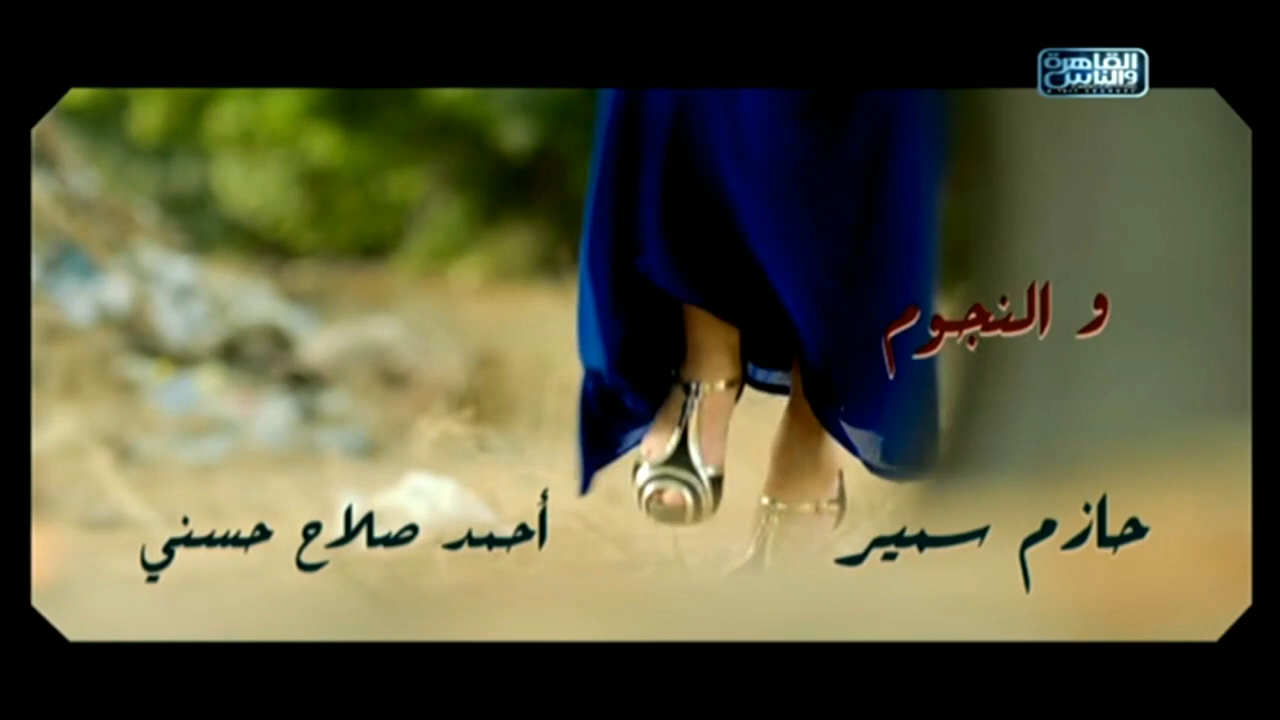 القاهرة
والناس
و النجوم
حازم سمير
أحمد صلاح حسني